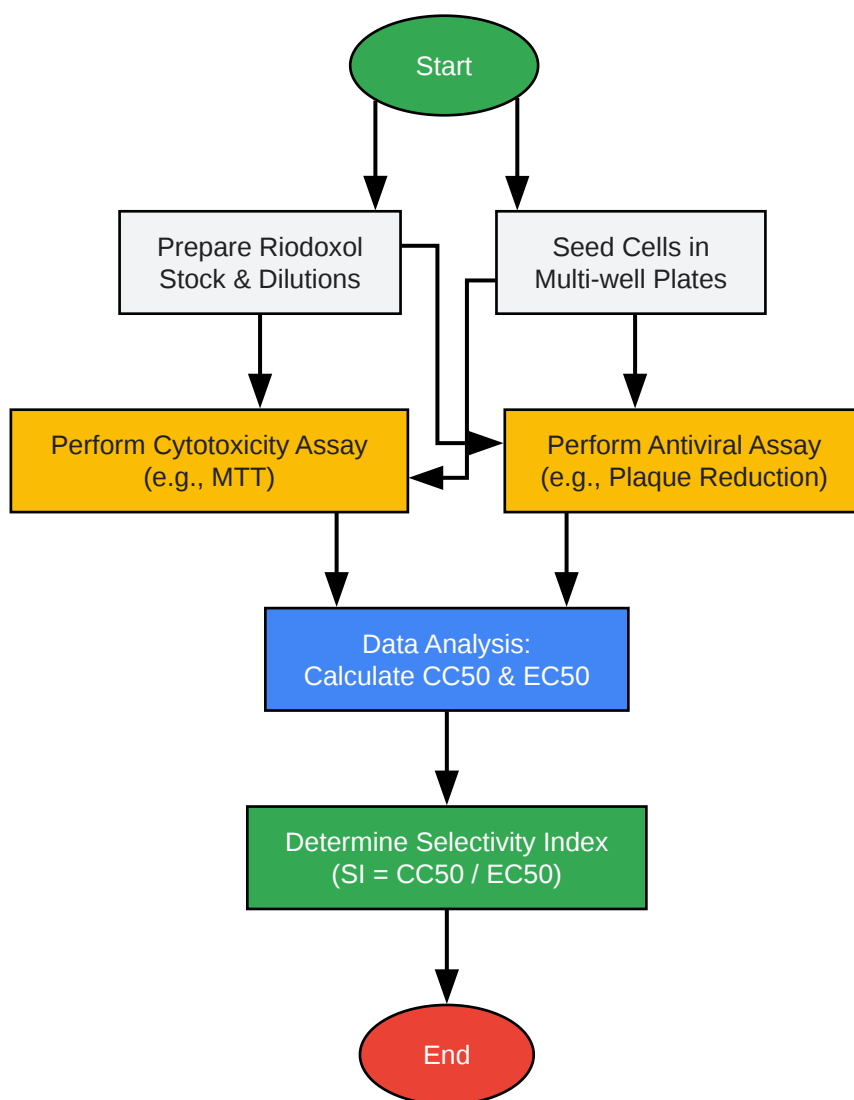 Start
Prepare Riodoxol
Stock & Dilutions
Seed Cells in
Multi-well Plates
Perform Cytotoxicity Assay
(e.g., MTT)
Perform Antiviral Assay
(e.g., Plaque Reduction)
Data Analysis:
Calculate CC50 & EC50
Determine Selectivity Index
(SI = CC50 / EC50)
End